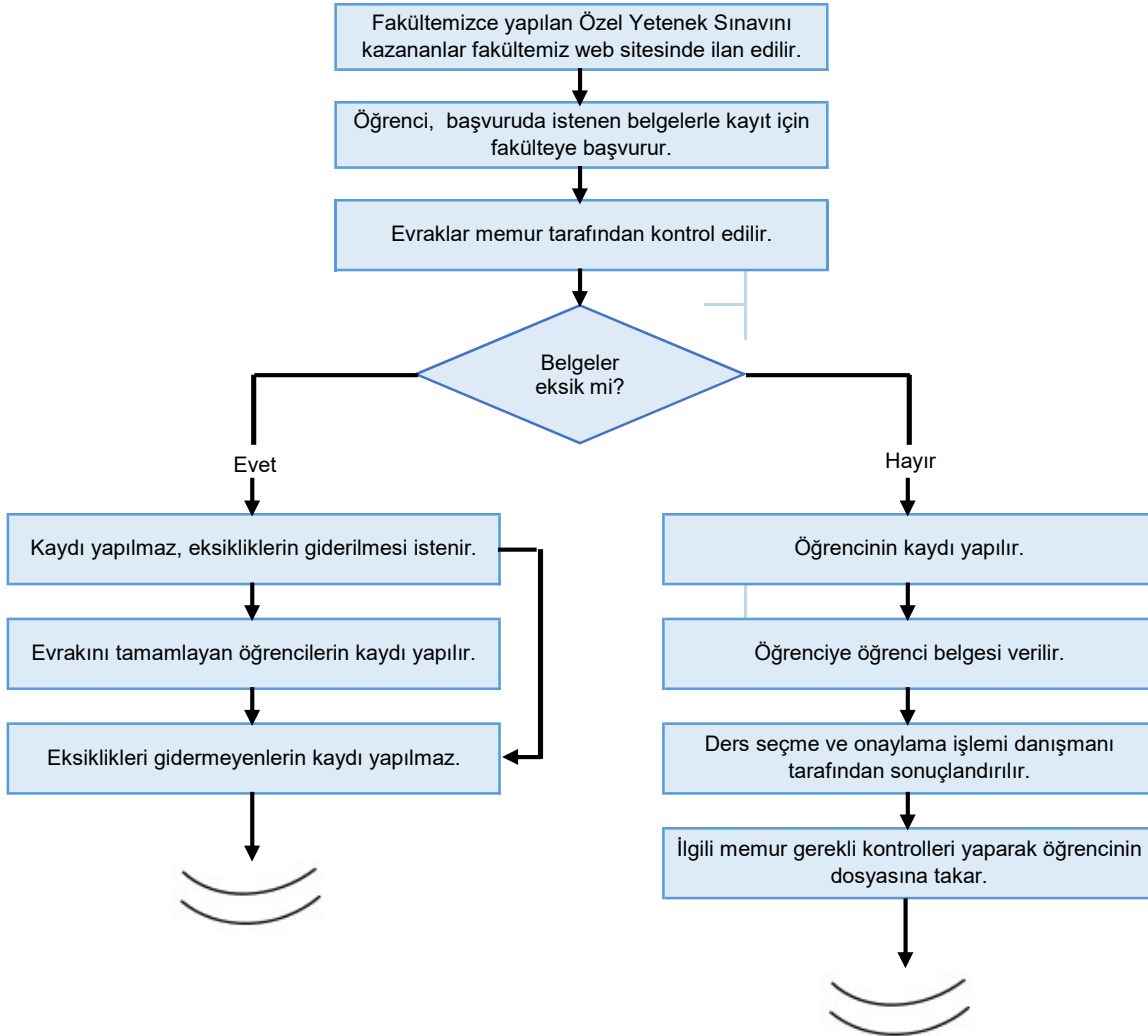 Fakültemizce yapılan Özel Yetenek Sınavını
kazananlar fakültemiz web sitesinde ilan edilir.
Öğrenci, başvuruda istenen belgelerle kayıt için
fakülteye başvurur.
Evraklar memur tarafından kontrol edilir.
Belgeler
eksik mi?
Evet
Hayır
Kaydı yapılmaz, eksikliklerin giderilmesi istenir.
Evrakını tamamlayan öğrencilerin kaydı yapılır.
Eksiklikleri gidermeyenlerin kaydı yapılmaz.
Öğrencinin kaydı yapılır.
Öğrenciye öğrenci belgesi verilir.
Ders seçme ve onaylama işlemi danışmanı
tarafından sonuçlandırılır.
İlgili memur gerekli kontrolleri yaparak öğrencinin
dosyasına takar.